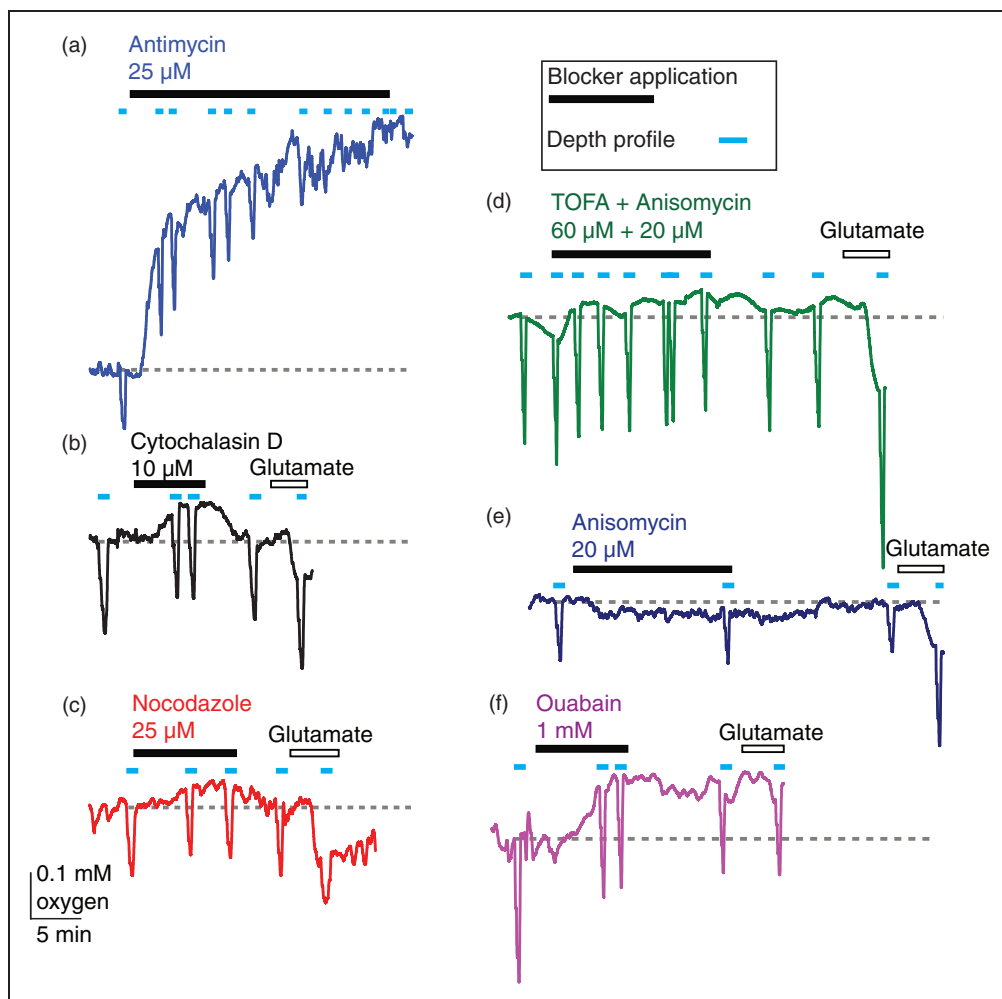 (a)
Antimycin
25 µM
Blocker application
Depth profile
(d)
TOFA + Anisomycin
60 µM + 20 µM
Glutamate
(b)
Cytochalasin D
10 µM
Glutamate
(e)
Anisomycin
20 µM
Glutamate
(c)
Nocodazole
25 µM
Glutamate
(f)
Ouabain
1 mM
Glutamate
0.1 mM
oxygen
5 min